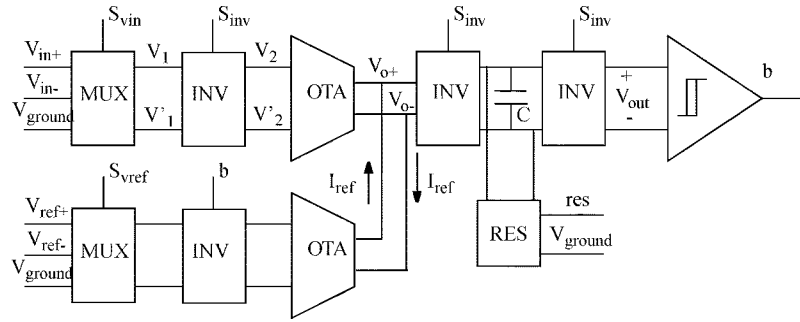 S_vin S_inv S_inv S_inv
V_in+ V_1 V_2 V_o+ b
V_in- MUX INV OTA INV C INV + V_out -
V_ground V'_1 V'_2 V_o-
S_vref b I_ref I_ref
V_ref+ res
V_ref- MUX INV OTA RES V_ground
V_ground